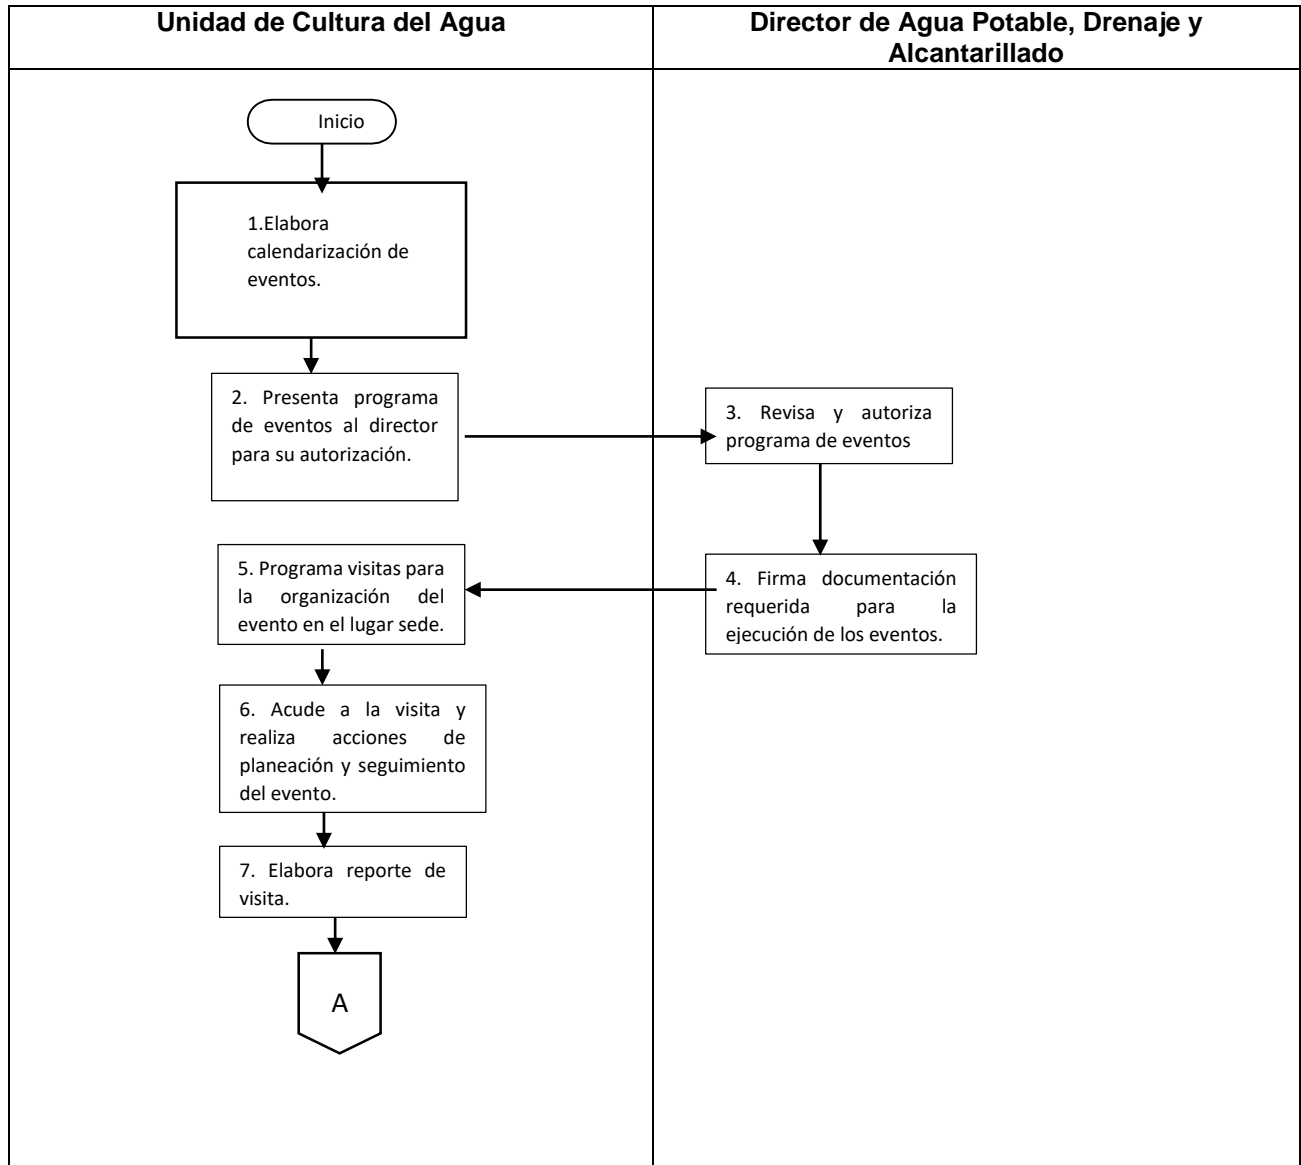 Unidad de Cultura del Agua
Director de Agua Potable, Drenaje y
Alcantarillado
Inicio
1.Elabora
calendarización de
eventos.
2. Presenta programa
de eventos al director
para su autorización.
3. Revisa y autoriza
programa de eventos
4. Firma documentación
requerida para la
ejecución de los eventos.
5. Programa visitas para
la organización del
evento en el lugar sede.
6. Acude a la visita y
realiza acciones de
planeación y seguimiento
del evento.
7. Elabora reporte de
visita.
A